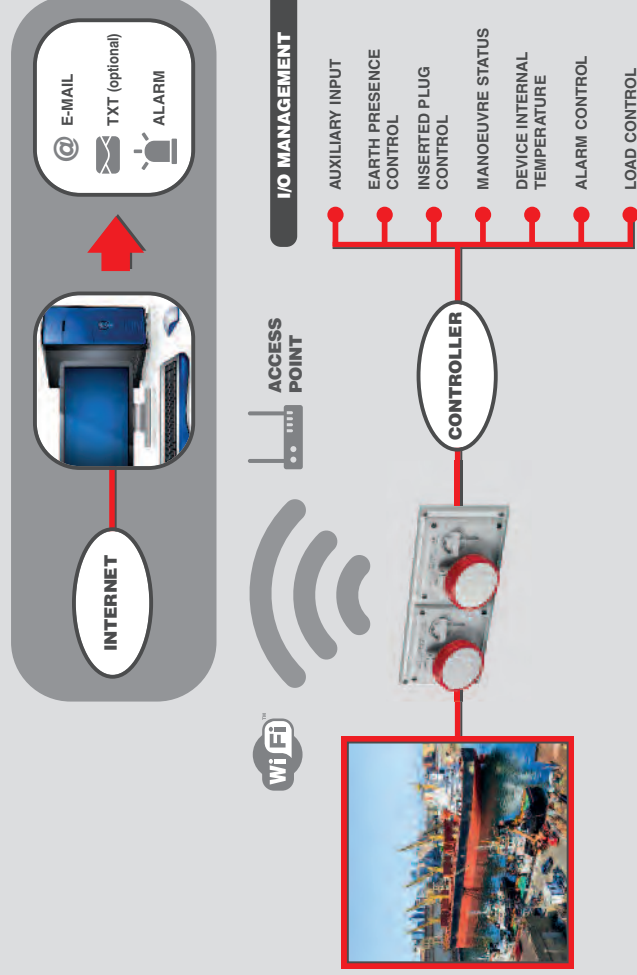 INTERNET
@ E-MAIL
TXT (optional)
ALARM
Wi Fi™
ACCESS
POINT
CONTROLLER
I/O MANAGEMENT
AUXILIARY INPUT
EARTH PRESENCE
CONTROL
INSERTED PLUG
CONTROL
MANOEUVRE STATUS
DEVICE INTERNAL
TEMPERATURE
ALARM CONTROL
LOAD CONTROL